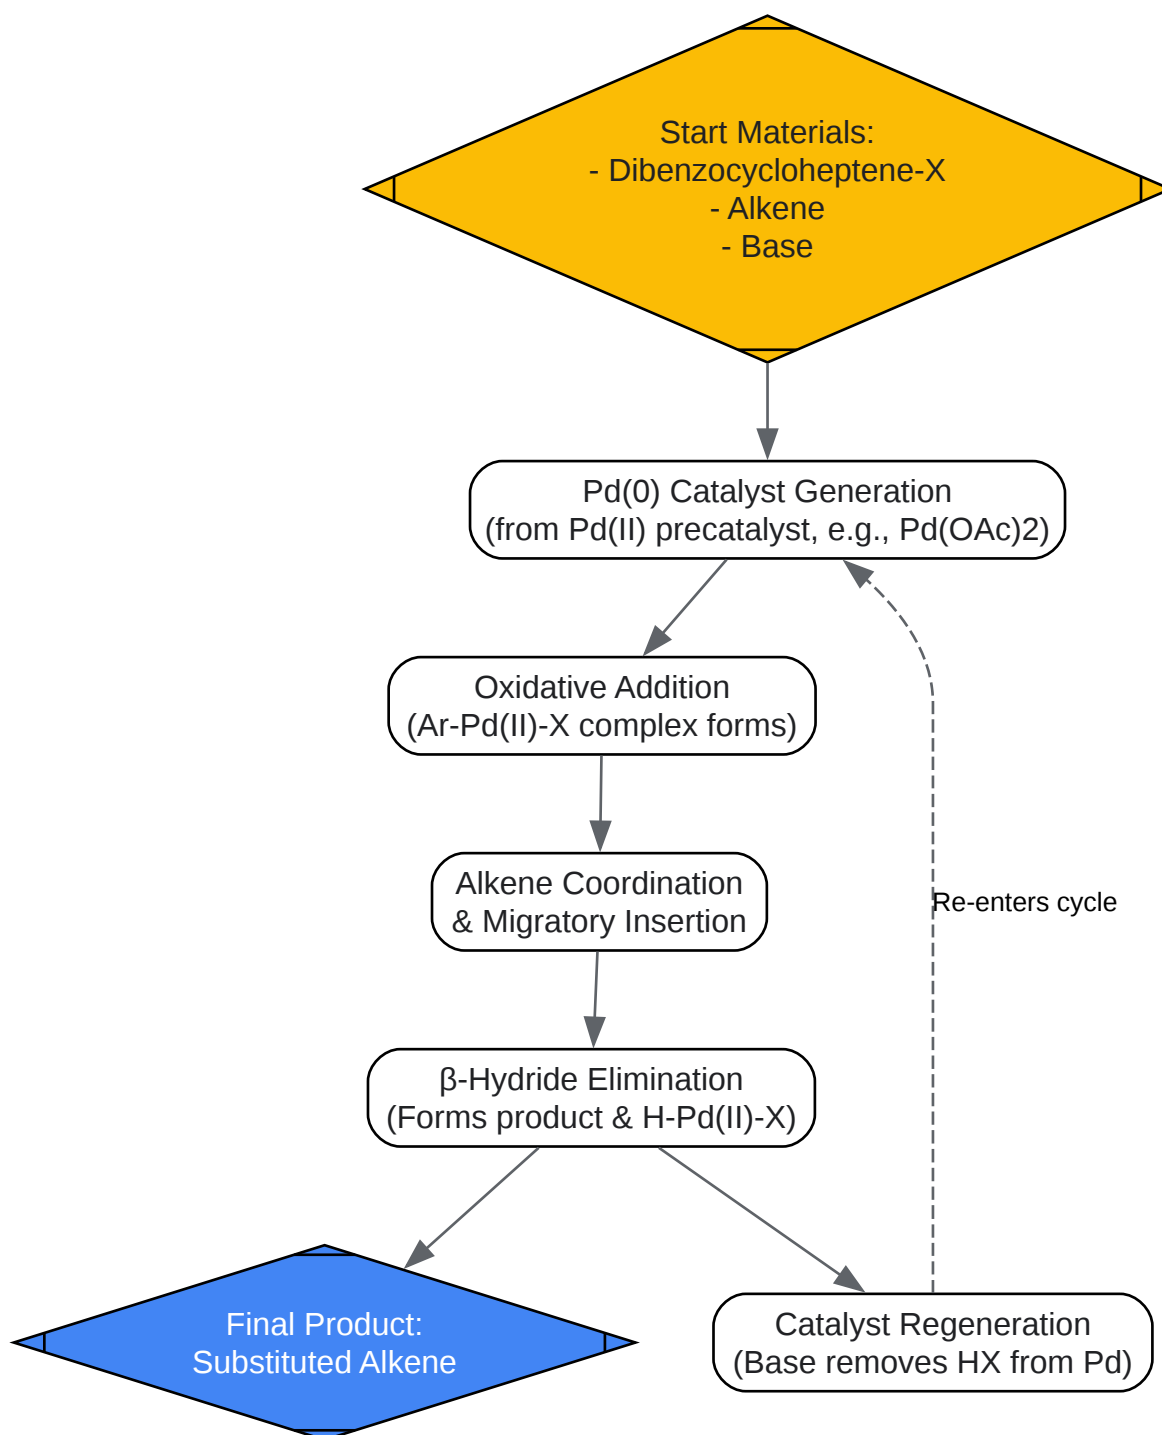 Start Materials:
- Dibenzocycloheptene-X
- Alkene
- Base
Pd(0) Catalyst Generation
(from Pd(II) precatalyst, e.g., Pd(OAc)2)
Oxidative Addition
(Ar-Pd(II)-X complex forms)
Alkene Coordination
& Migratory Insertion
Re-enters cycle
β-Hydride Elimination
(Forms product & H-Pd(II)-X)
Final Product:
Substituted Alkene
Catalyst Regeneration
(Base removes HX from Pd)